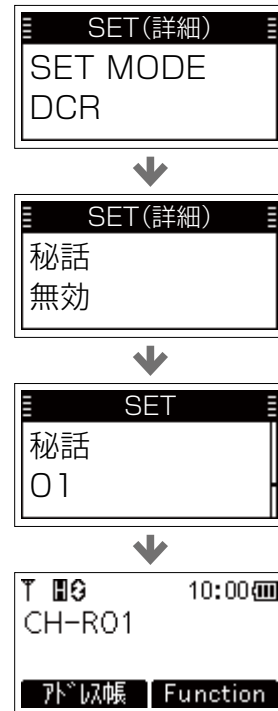 SET(詳細)
SET MODE
DCR
SET(詳細)
秘話
無効
SET
秘話
01
10:00
CH-R01
ｱﾄﾞﾚｽ帳 Function